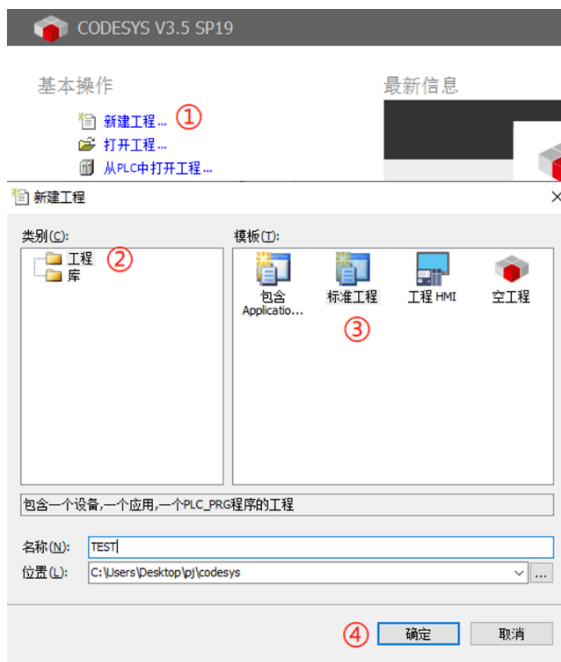 CODESYS V3.5 SP19
基本操作
最新信息
新建工程... ①
打开工程...
从PLC中打开工程...
新建工程
类别(C):
模板(T):
工程 ②
库
包含 Applicatio...
标准工程
工程 HMI
空工程
③
包含一个设备,一个应用,一个PLC_PRG程序的工程
名称(N): TEST
位置(L): C:\Users\Desktop\pj\codesys ...
④ 确定 取消